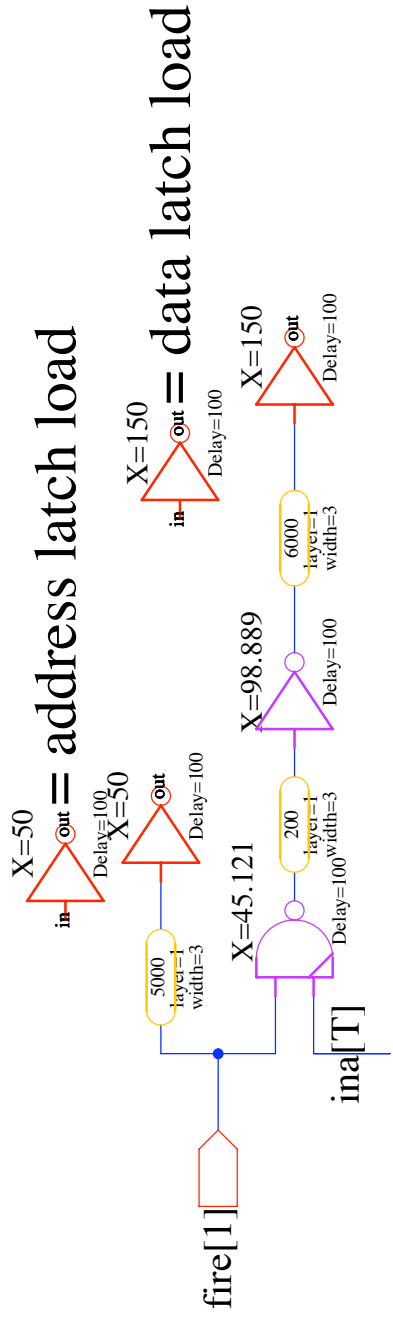 X=50
in
out
= address latch load
Delay=100
X=50
out
Delay=100
5000
layer=1
width=3
X=150
in
out
= data latch load
Delay=100
fire[1]
ina[T]
X=45.121
Delay=100
200
layer=1
width=3
X=98.889
Delay=100
6000
layer=1
width=3
X=150
out
Delay=100